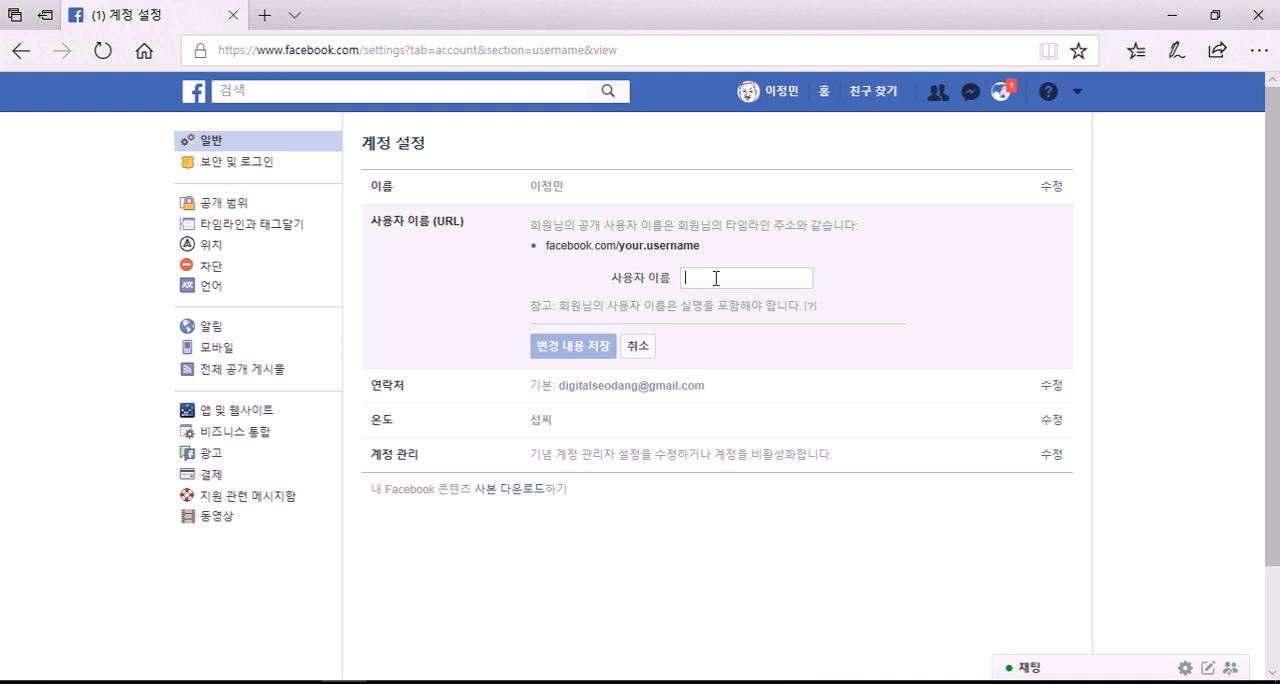 (1) 계정 설정
https://www.facebook.com/settings?tab=account&section=username&view
f 검색 이정민 홈 친구 찾기 1 ?
일반
보안 및 로그인
공개 범위
타임라인과 태그달기
위치
차단
언어
알림
모바일
전체 공개 게시물
앱 및 웹사이트
비즈니스 통합
광고
결제
지원 관련 메시지함
동영상
계정 설정
이름 이정민 수정
사용자 이름 (URL) 회원님의 공개 사용자 이름은 회원님의 타임라인 주소와 같습니다:
facebook.com/your.username
사용자 이름
참고: 회원님의 사용자 이름은 실명을 포함해야 합니다. [?]
변경 내용 저장 취소
연락처 기본: digitalseodang@gmail.com 수정
온도 섭씨 수정
계정 관리 기념 계정 관리자 설정을 수정하거나 계정을 비활성화합니다. 수정
내 Facebook 콘텐츠 사본 다운로드하기
채팅